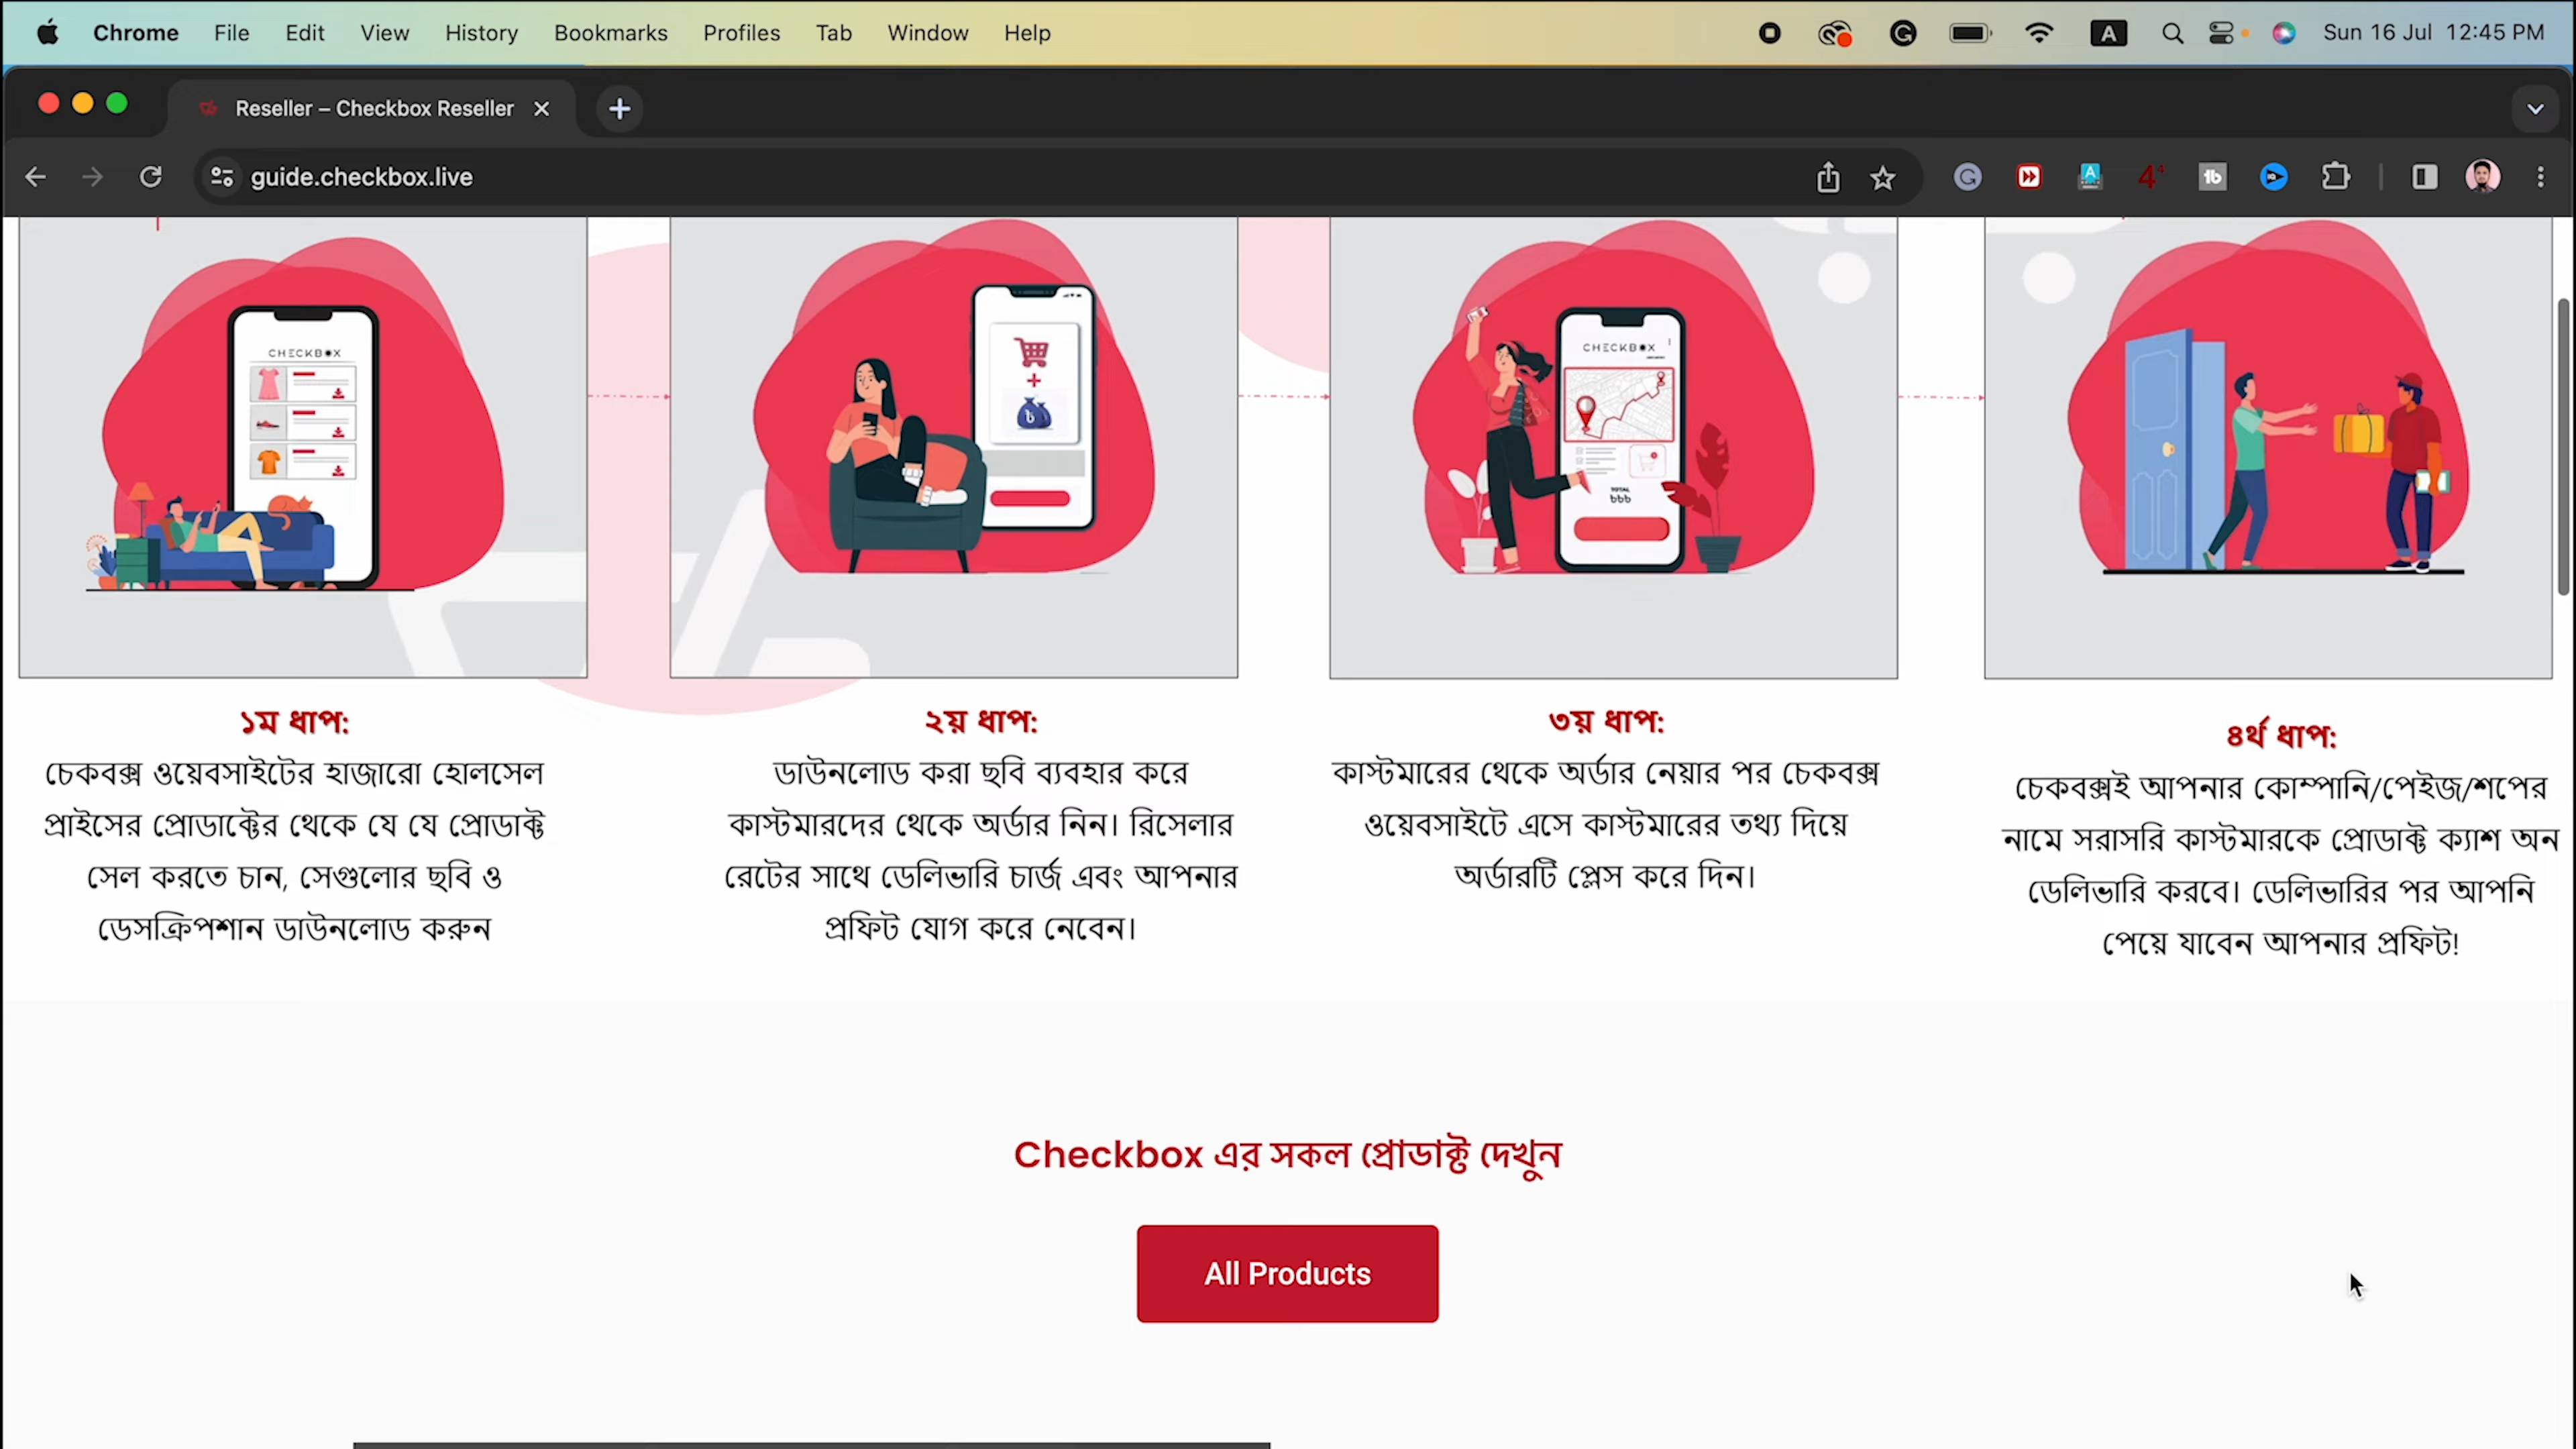 Chrome File Edit View History Bookmarks Profiles Tab Window Help A Sun 16 Jul 12:45 PM
Reseller – Checkbox Reseller
guide.checkbox.live
CHECKBOX
CHECKBOX
TOTAL
bbb
১ম ধাপ:
চেকবক্স ওয়েবসাইটের হাজারো হোলসেল
প্রাইসের প্রোডাক্টের থেকে যে যে প্রোডাক্ট
সেল করতে চান, সেগুলোর ছবি ও
ডেসক্রিপশান ডাউনলোড করুন
২য় ধাপ:
ডাউনলোড করা ছবি ব্যবহার করে
কাস্টমারদের থেকে অর্ডার নিন। রিসেলার
রেটের সাথে ডেলিভারি চার্জ এবং আপনার
প্রফিট যোগ করে নেবেন।
৩য় ধাপ:
কাস্টমারের থেকে অর্ডার নেয়ার পর চেকবক্স
ওয়েবসাইটে এসে কাস্টমারের তথ্য দিয়ে
অর্ডারটি প্লেস করে দিন।
৪র্থ ধাপ:
চেকবক্সই আপনার কোম্পানি/পেইজ/শপের
নামে সরাসরি কাস্টমারকে প্রোডাক্ট ক্যাশ অন
ডেলিভারি করবে। ডেলিভারির পর আপনি
পেয়ে যাবেন আপনার প্রফিট!
Checkbox এর সকল প্রোডাক্ট দেখুন
All Products